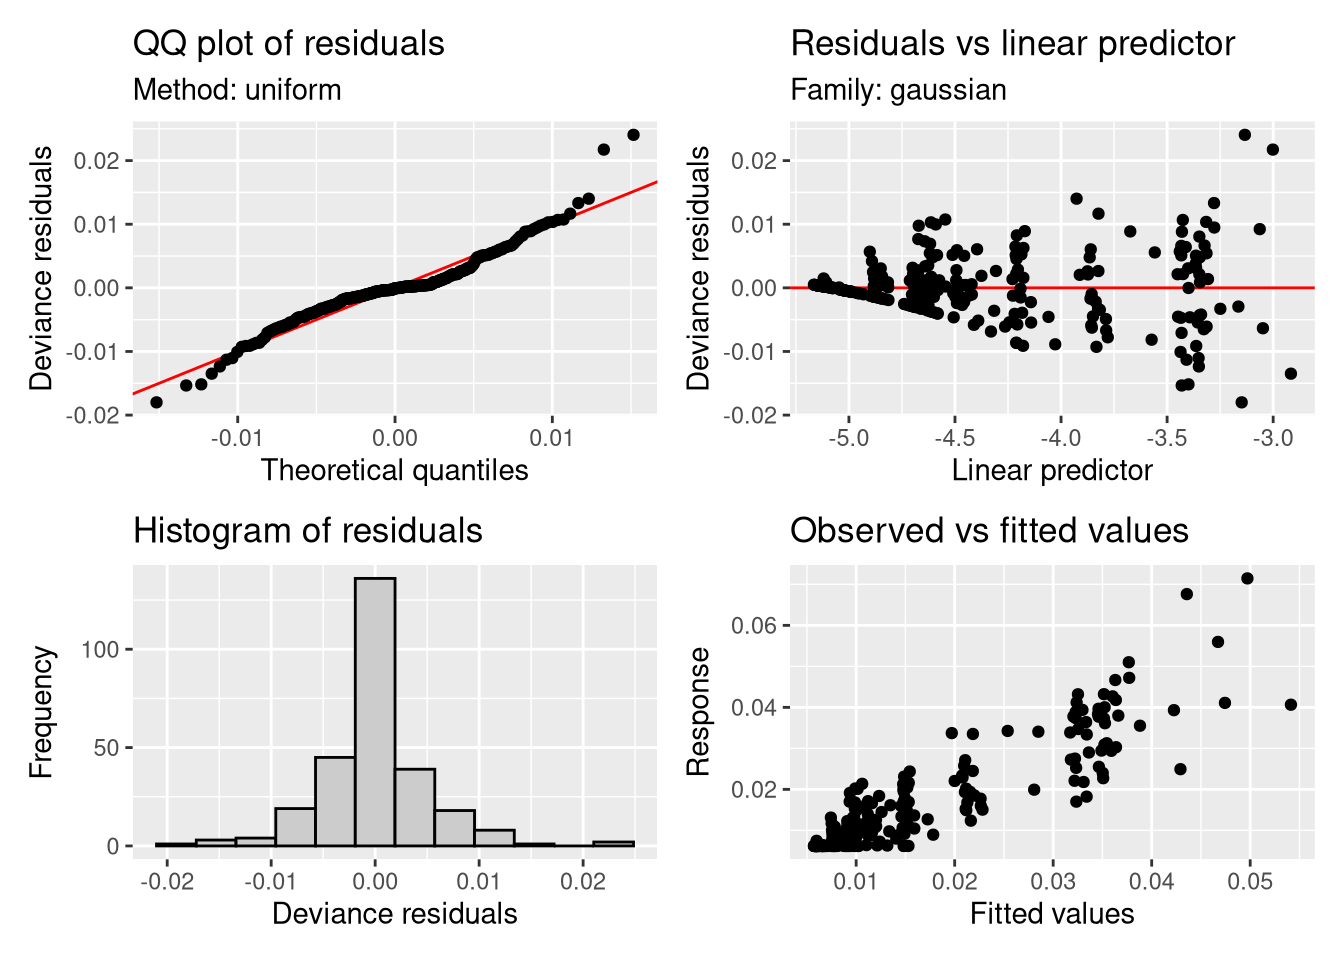 QQ plot of residuals
Method: uniform
Deviance residuals
0.02
0.01
0.00
-0.01
-0.02
-0.01 0.00 0.01
Theoretical quantiles
Residuals vs linear predictor
Family: gaussian
Deviance residuals
0.02
0.01
0.00
-0.01
-0.02
-5.0 -4.5 -4.0 -3.5 -3.0
Linear predictor
Histogram of residuals
Frequency
100
50
0
-0.02 -0.01 0.00 0.01 0.02
Deviance residuals
Observed vs fitted values
Response
0.06
0.04
0.02
0.01 0.02 0.03 0.04 0.05
Fitted values